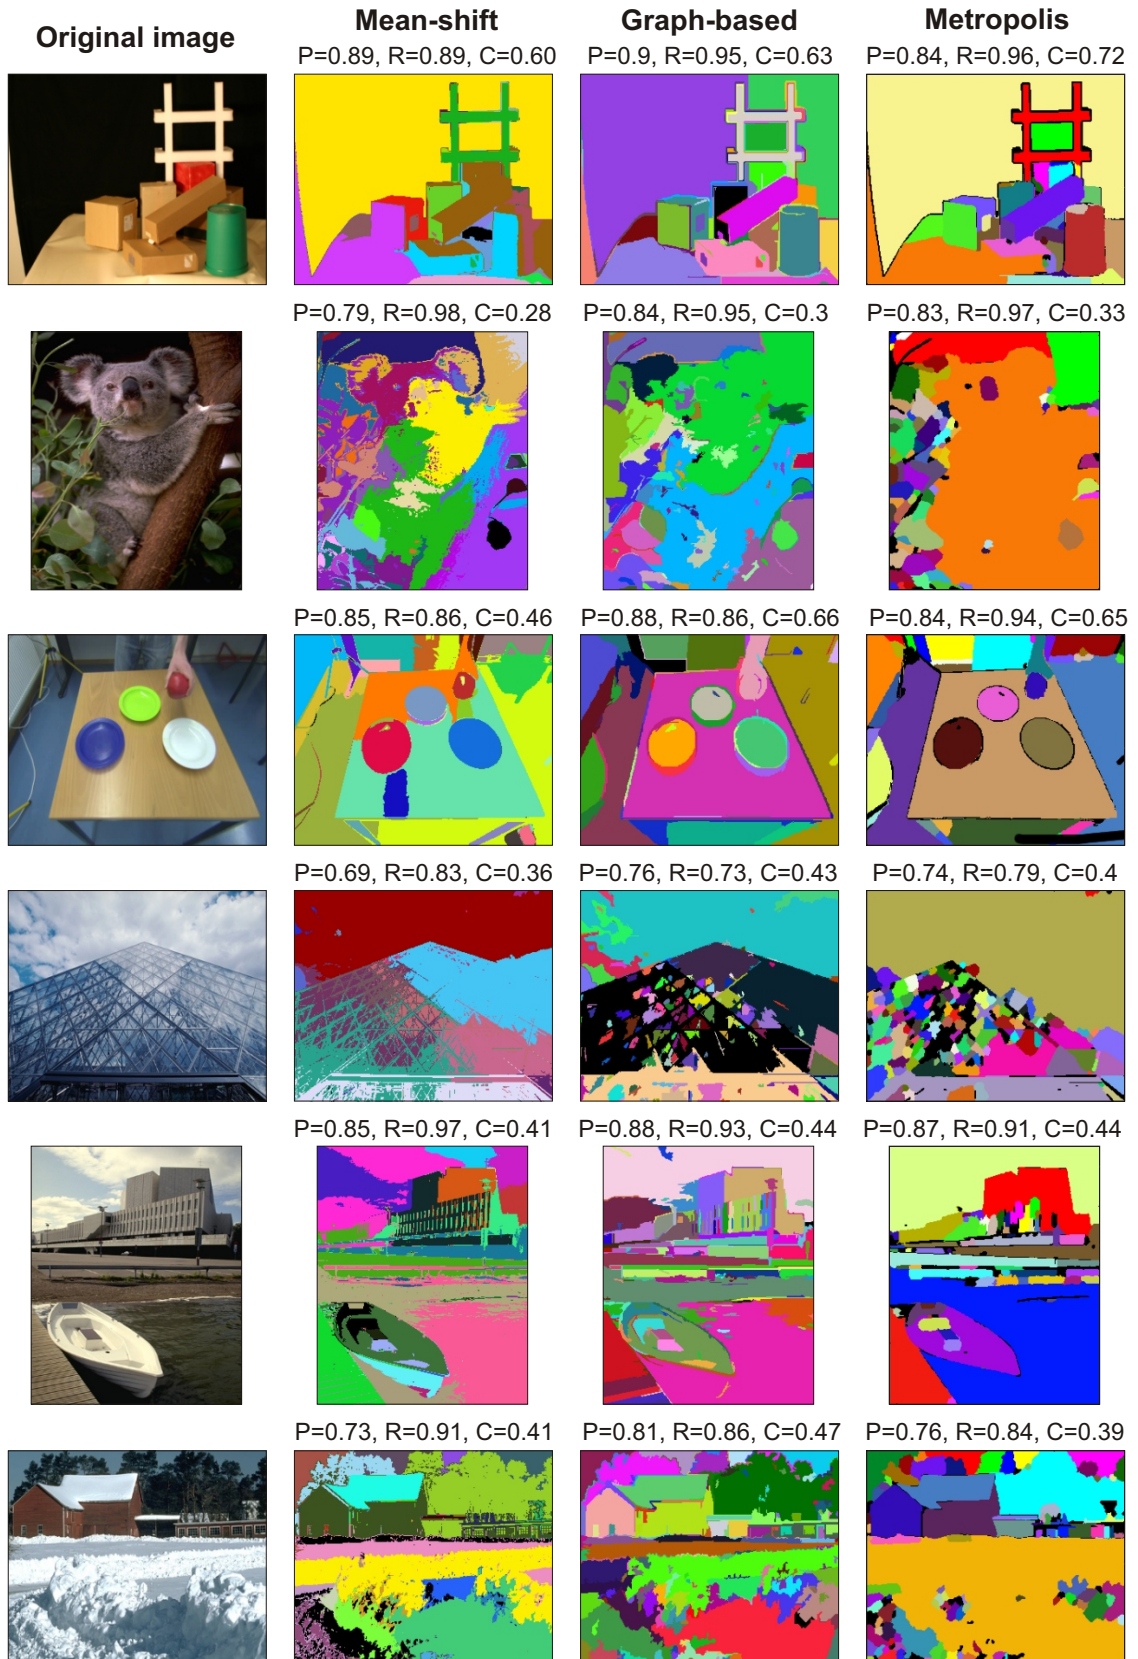 Original image
Mean-shift
Graph-based
Metropolis
P=0.89, R=0.89, C=0.60
P=0.9, R=0.95, C=0.63
P=0.84, R=0.96, C=0.72
P=0.79, R=0.98, C=0.28
P=0.84, R=0.95, C=0.3
P=0.83, R=0.97, C=0.33
P=0.85, R=0.86, C=0.46
P=0.88, R=0.86, C=0.66
P=0.84, R=0.94, C=0.65
P=0.69, R=0.83, C=0.36
P=0.76, R=0.73, C=0.43
P=0.74, R=0.79, C=0.4
P=0.85, R=0.97, C=0.41
P=0.88, R=0.93, C=0.44
P=0.87, R=0.91, C=0.44
P=0.73, R=0.91, C=0.41
P=0.81, R=0.86, C=0.47
P=0.76, R=0.84, C=0.39